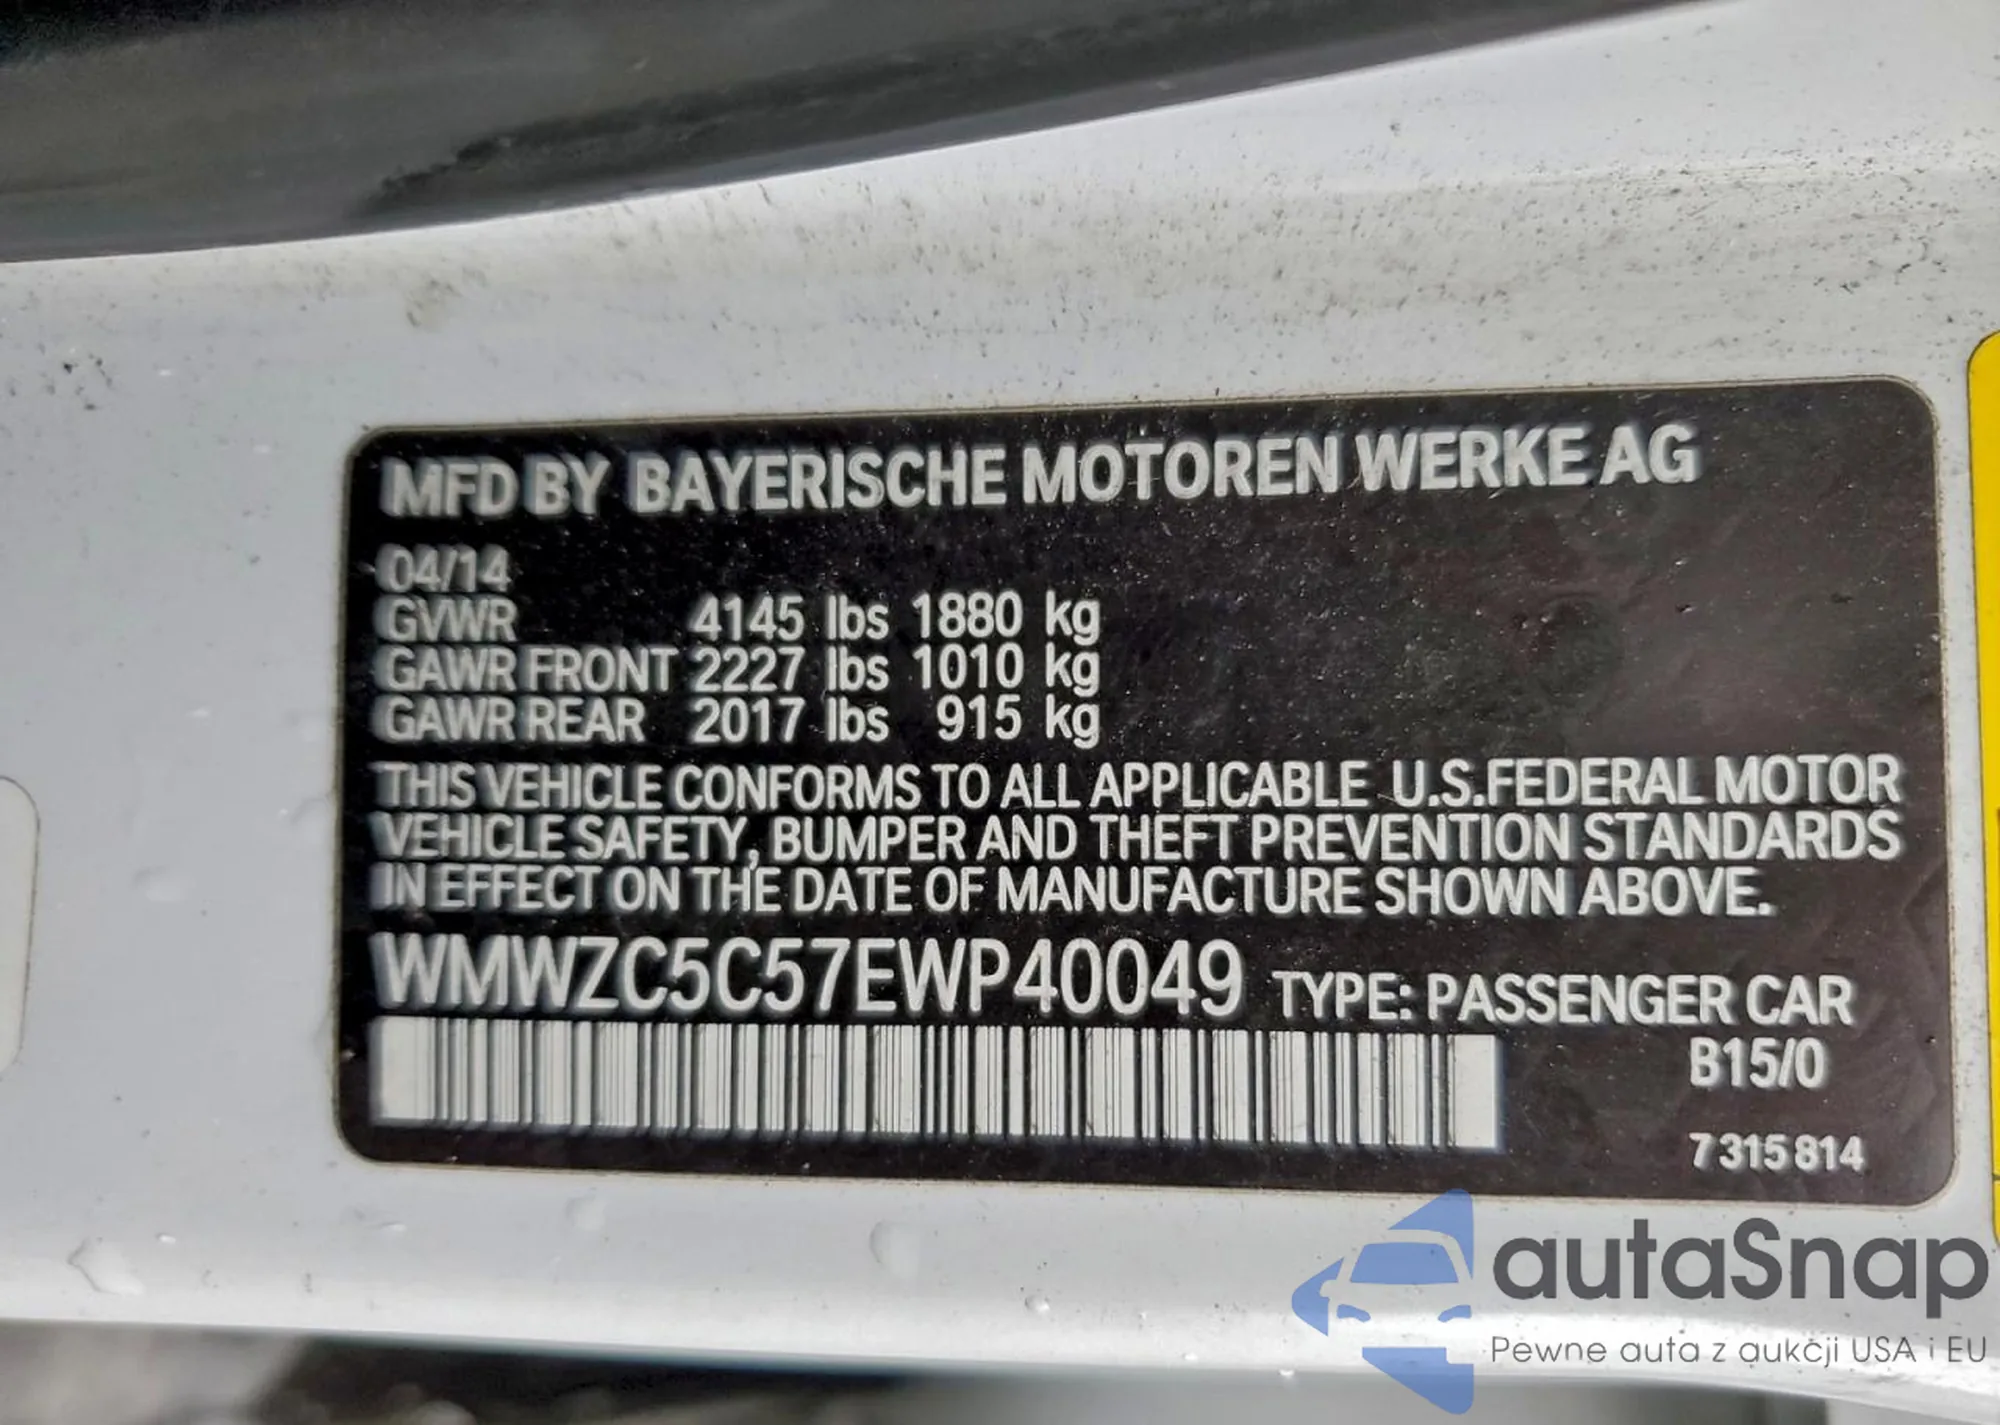 MFD BY BAYERISCHE MOTOREN WERKE AG
04/14
GVWR 4145 lbs 1880 kg
GAWR FRONT 2227 lbs 1010 kg
GAWR REAR 2017 lbs 915 kg
THIS VEHICLE CONFORMS TO ALL APPLICABLE U.S.FEDERAL MOTOR
VEHICLE SAFETY, BUMPER AND THEFT PREVENTION STANDARDS
IN EFFECT ON THE DATE OF MANUFACTURE SHOWN ABOVE.
WMWZC5C57EWP40049 TYPE: PASSENGER CAR
B15/0
7 315 814
autaSnap
Pewne auta z aukcji USA i EU